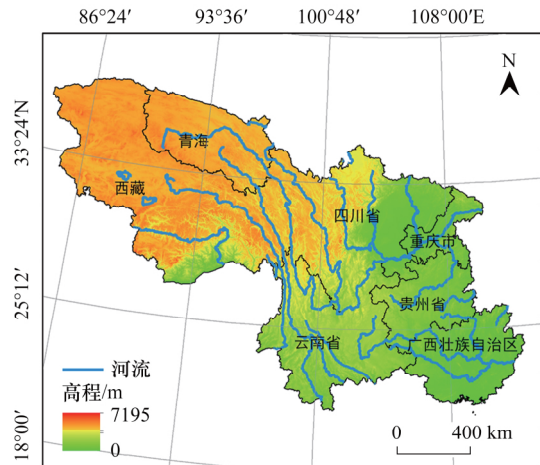 86°24′ 93°36′ 100°48′ 108°00′E
N
33°24′N
25°12′
18°00′
青海
西藏
四川省
重庆市
贵州省
云南省
广西壮族自治区
河流
高程/m
7195
0
0 400 km